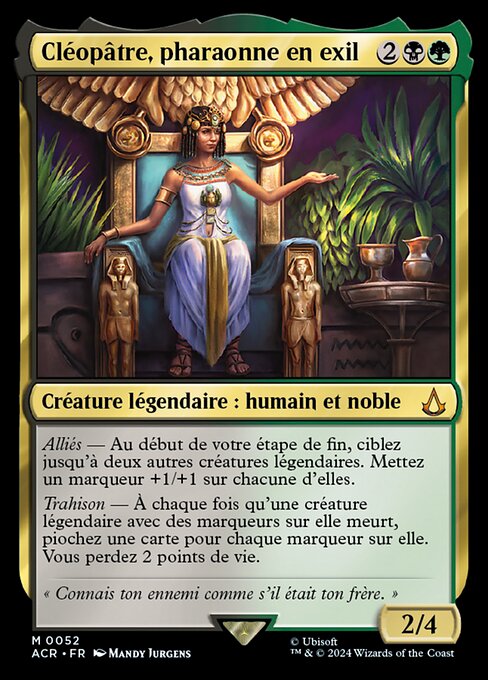 Cléopâtre, pharaonne en exil 2
Créature légendaire : humain et noble
Alliés — Au début de votre étape de fin, ciblez
jusqu'à deux autres créatures légendaires. Mettez
un marqueur +1/+1 sur chacune d'elles.
Trahison — À chaque fois qu'une créature
légendaire avec des marqueurs sur elle meurt,
piochez une carte pour chaque marqueur sur elle.
Vous perdez 2 points de vie.
« Connais ton ennemi comme s'il était ton frère. »
2/4
M 0052
ACR • FR MANDY JURGENS
© Ubisoft
™ & © 2024 Wizards of the Coast